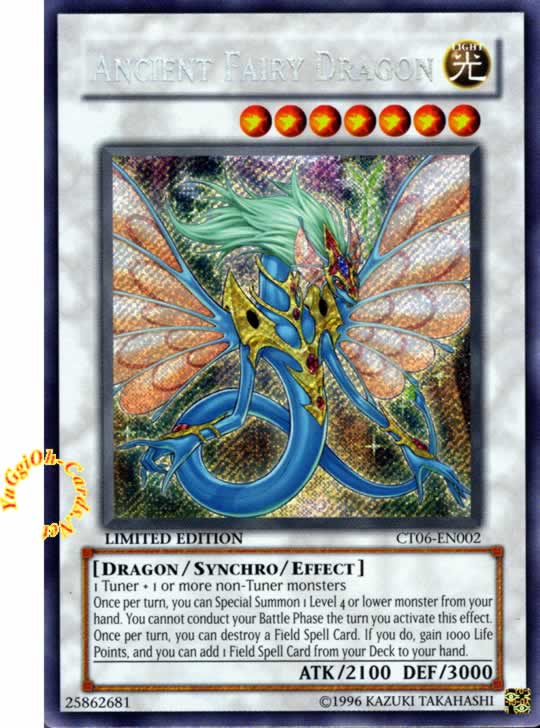 ANCIENT FAIRY DRAGON
LIGHT
光
LIMITED EDITION
CT06-EN002
[DRAGON/SYNCHRO/EFFECT]
1 Tuner + 1 or more non-Tuner monsters
Once per turn, you can Special Summon 1 Level 4 or lower monster from your
hand. You cannot conduct your Battle Phase the turn you activate this effect.
Once per turn, you can destroy a Field Spell Card. If you do, gain 1000 Life
Points, and you can add 1 Field Spell Card from your Deck to your hand.
ATK/2100 DEF/3000
25862681
©1996 KAZUKI TAKAHASHI
YuGgiOh-Cards.Net